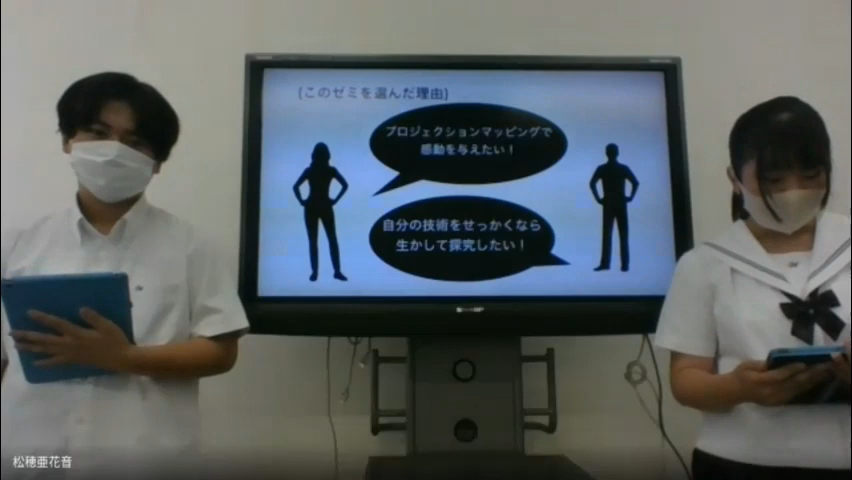 (このゼミを選んだ理由)
プロジェクションマッピングで
感動を与えたい！
自分の技術をせっかくなら
生かして探究したい！
SHARP
松穂亜花音